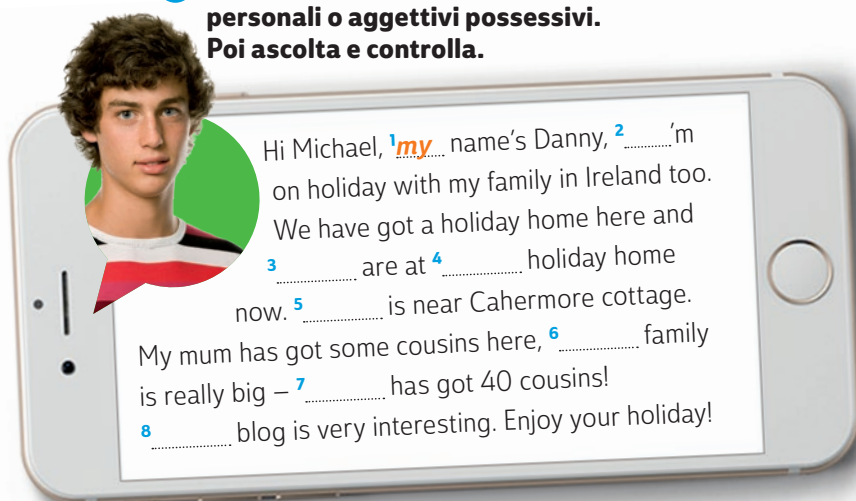 personali o aggettivi possessivi.
Poi ascolta e controlla.
Hi Michael, 1 my name's Danny, 2 ........'m
on holiday with my family in Ireland too.
We have got a holiday home here and
3 ........ are at 4 ........ holiday home
now. 5 ........ is near Cahermore cottage.
My mum has got some cousins here, 6 ........ family
is really big – 7 ........ has got 40 cousins!
8 ........ blog is very interesting. Enjoy your holiday!